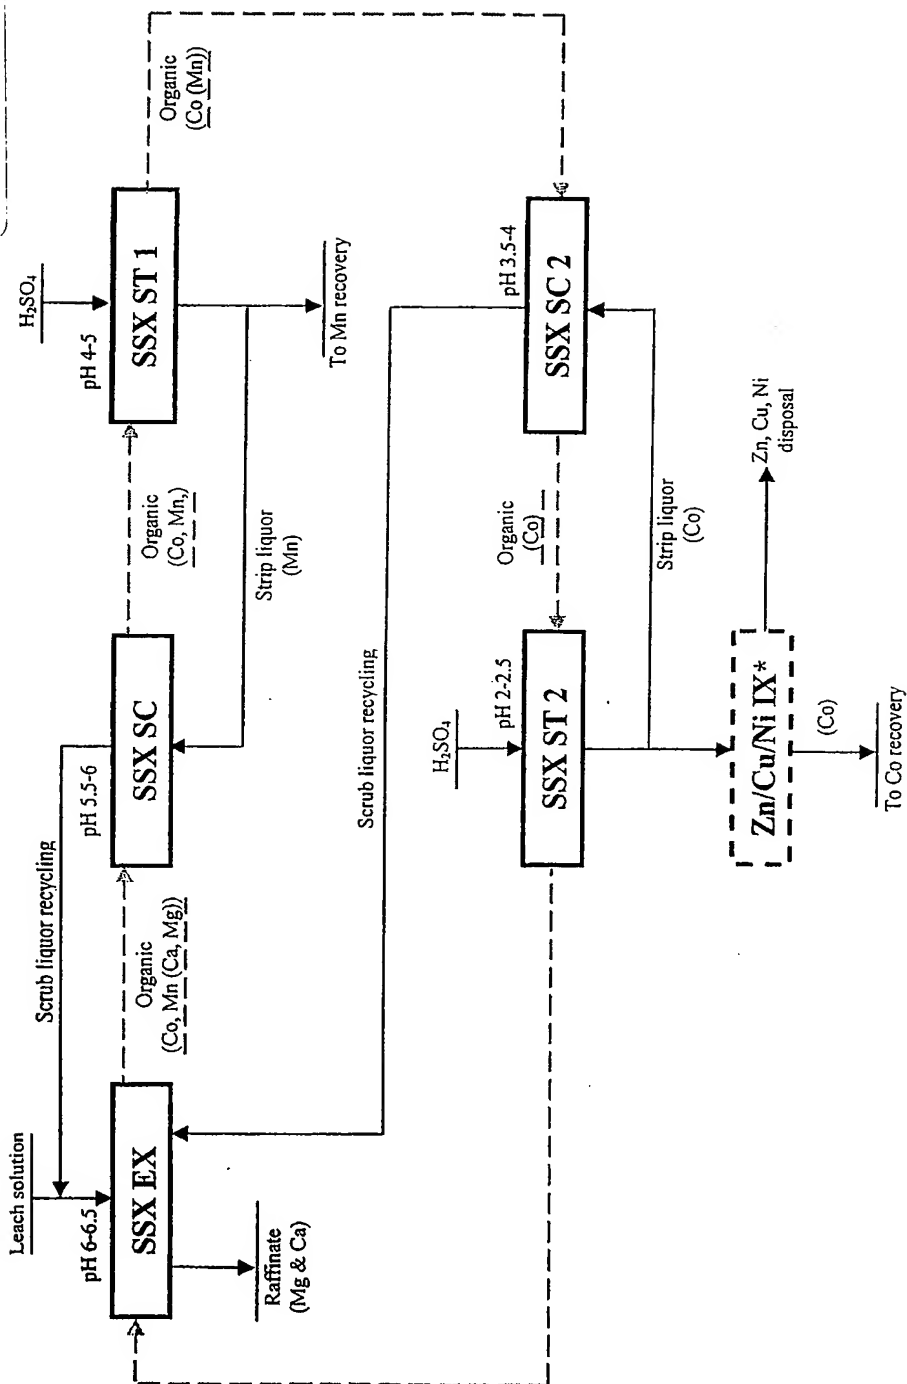 Leach solution
Scrub liquor recycling
pH 6-6.5
SSX EX
Raffinate
(Mg & Ca)
Organic
(Co, Mn (Ca, Mg))
pH 5.5-6
SSX SC
Organic
(Co, Mn,)
Strip liquor
(Mn)
H₂SO₄
pH 4-5
SSX ST 1
To Mn recovery
Organic
(Co (Mn))
Scrub liquor recycling
H₂SO₄
pH 2-2.5
SSX ST 2
Organic
(Co)
pH 3.5-4
SSX SC 2
Strip liquor
(Co)
Zn/Cu/Ni IX*
Zn, Cu, Ni
disposal
(Co)
To Co recovery